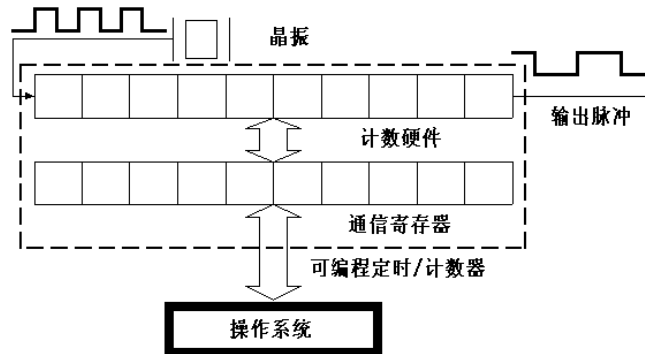 晶振
输出脉冲
计数硬件
通信寄存器
可编程定时/计数器
操作系统